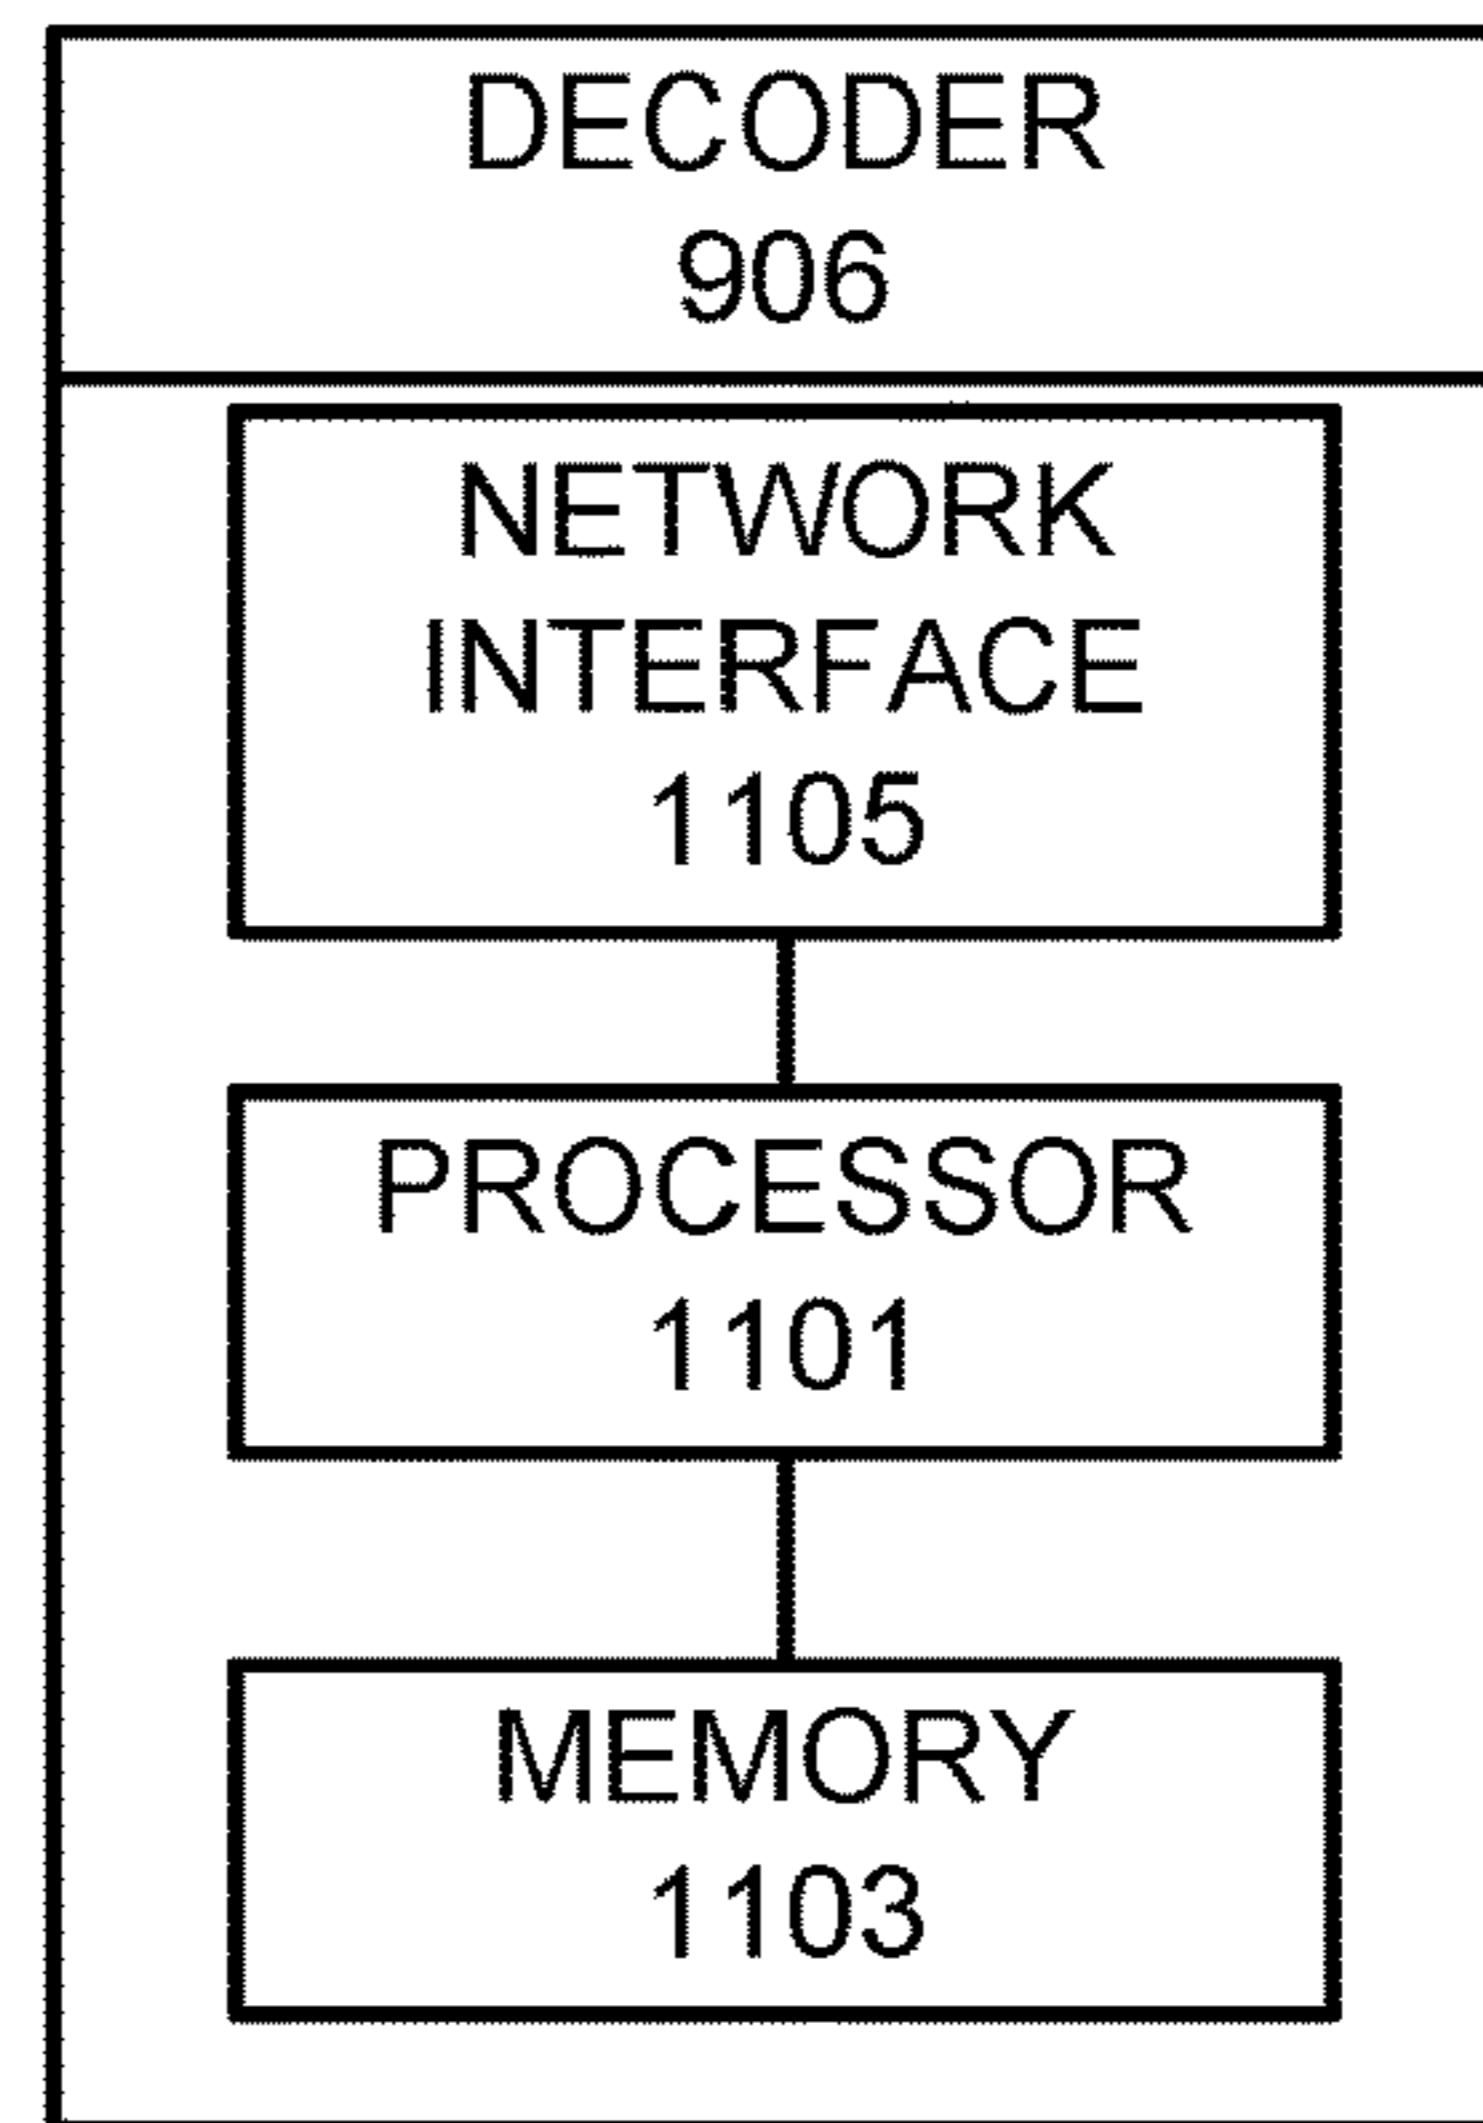 DECODER
906
NETWORK
INTERFACE
1105
PROCESSOR
1101
MEMORY
1103